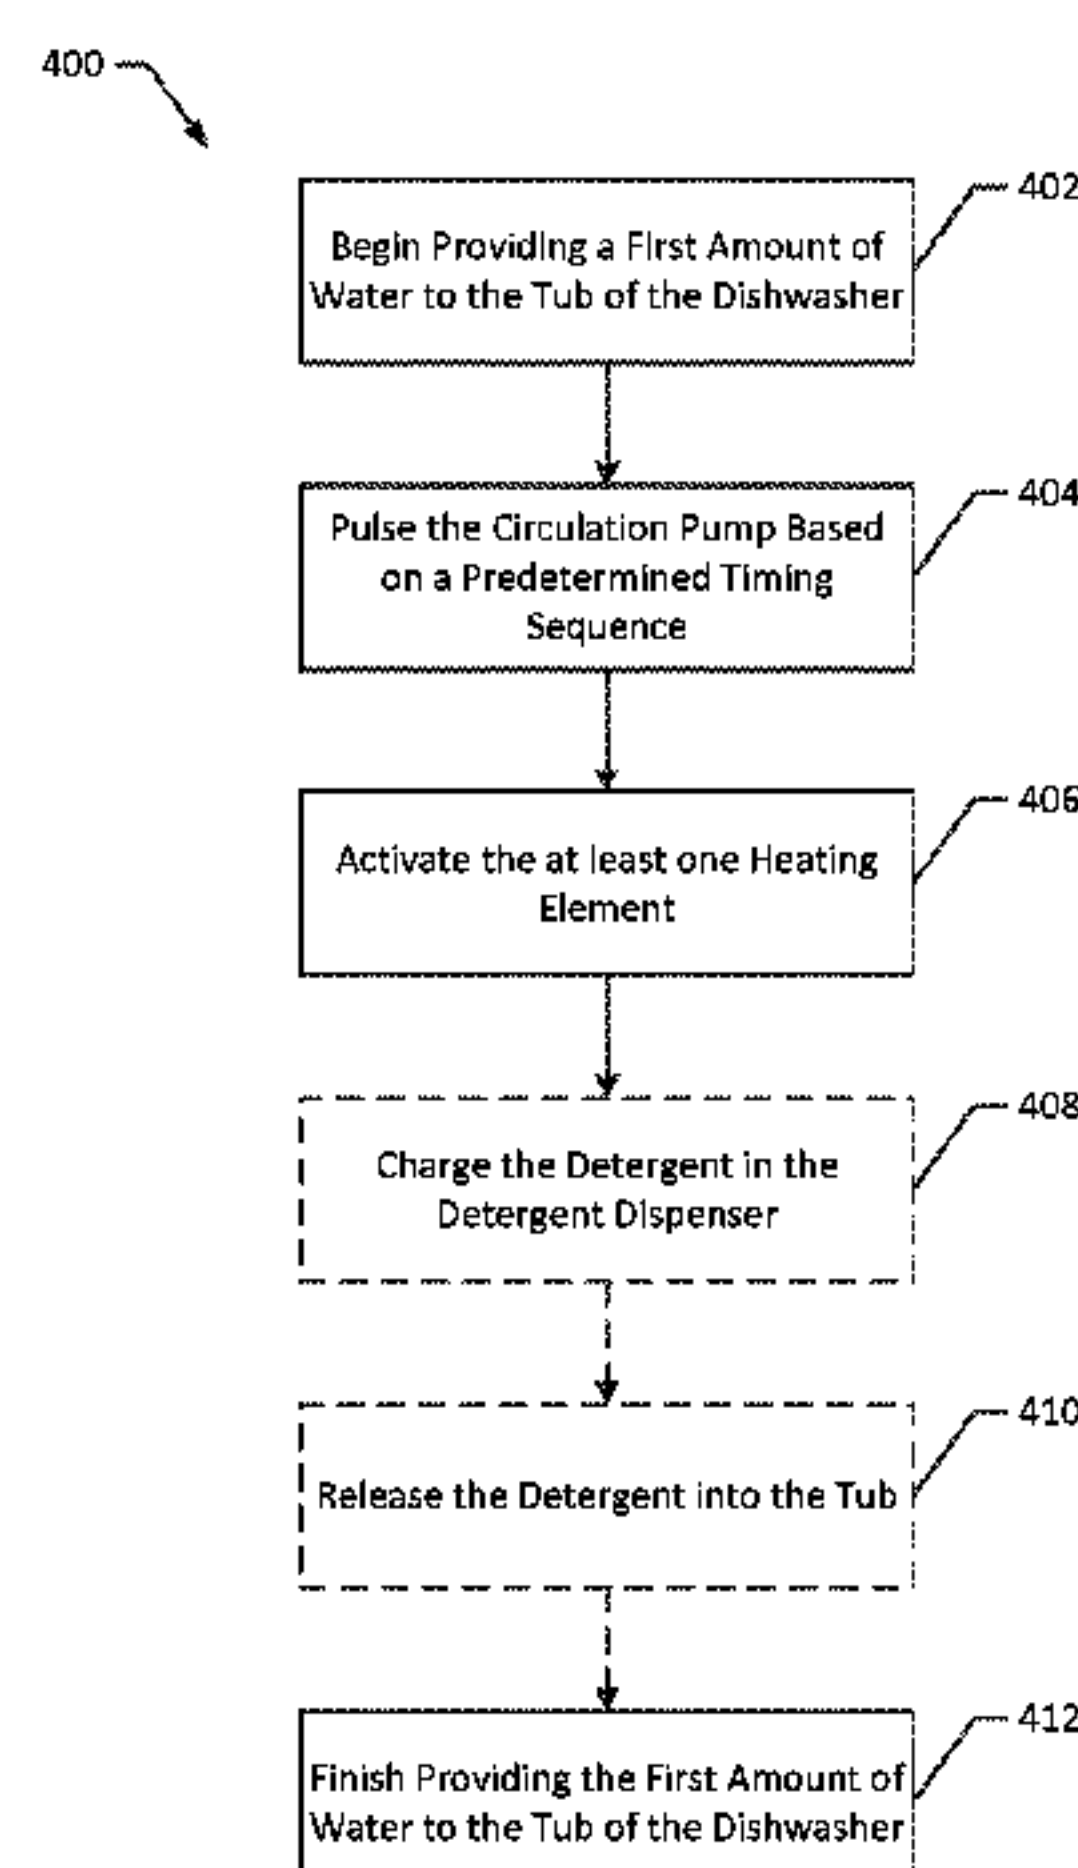 400
402
Begin Providing a First Amount of
Water to the Tub of the Dishwasher
404
Pulse the Circulation Pump Based
on a Predetermined Timing
Sequence
406
Activate the at least one Heating
Element
408
Charge the Detergent in the
Detergent Dispenser
410
Release the Detergent into the Tub
412
Finish Providing the First Amount of
Water to the Tub of the Dishwasher